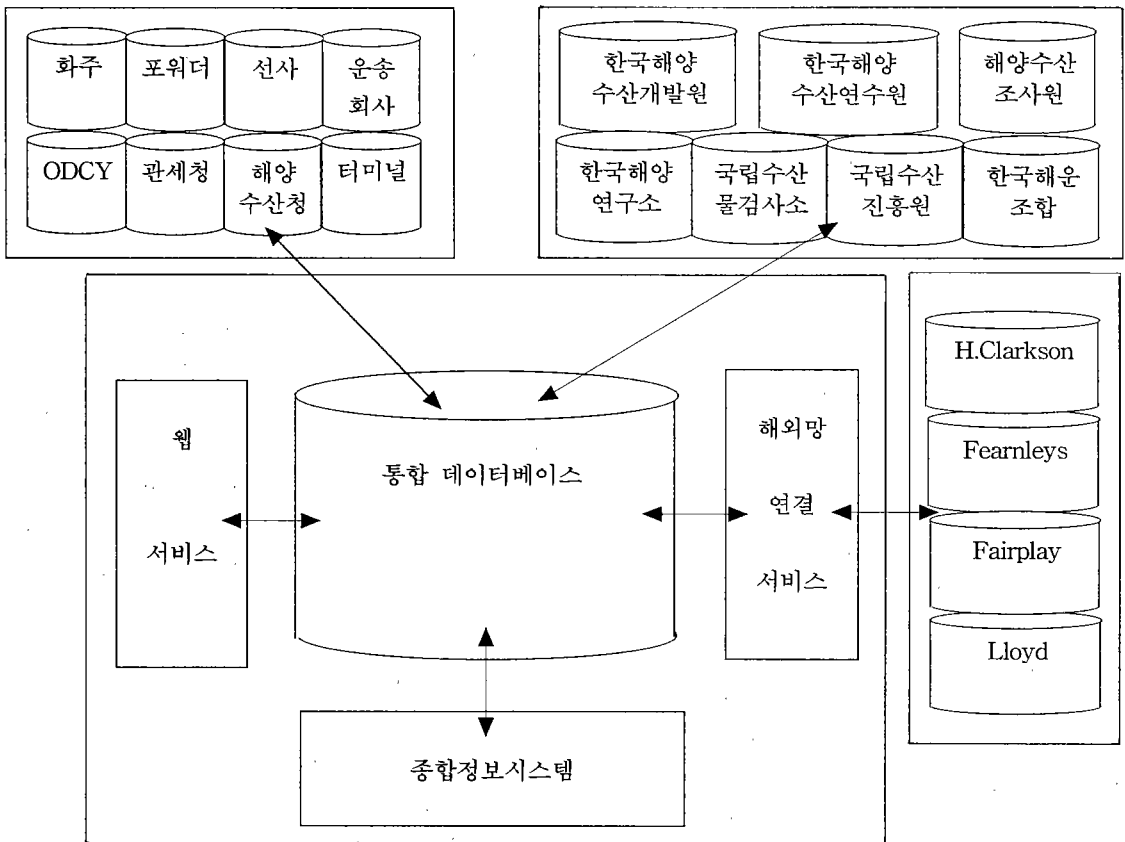 화주
포워더
선사
운송
회사
ODCY
관세청
해양
수산청
터미널
한국해양
수산개발원
한국해양
수산연수원
해양수산
조사원
한국해양
연구소
국립수산
물검사소
국립수산
진흥원
한국해운
조합
웹
서비스
통합 데이터베이스
해외망
연결
서비스
종합정보시스템
H.Clarkson
Fearnleys
Fairplay
Lloyd